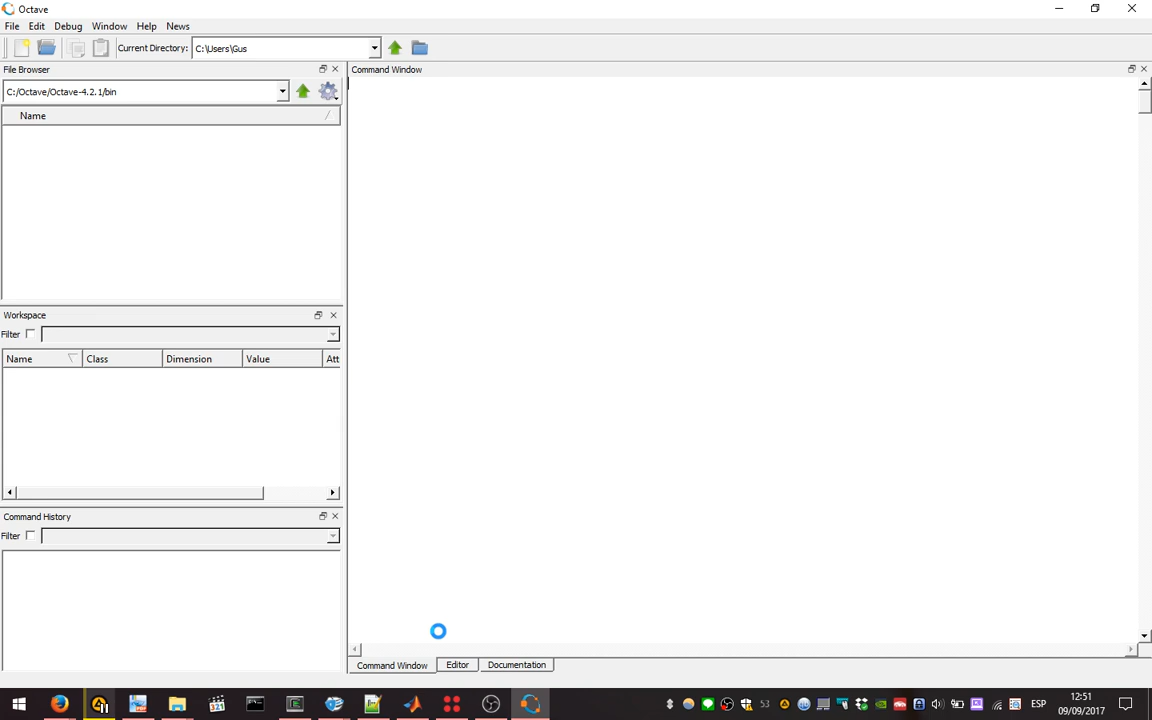 Octave
File Edit Debug Window Help News
Current Directory: C:\Users\Gus
File Browser
C:/Octave/Octave-4.2.1/bin
Name
Workspace
Filter
Name Class Dimension Value Att
Command History
Filter
Command Window
Command Window Editor Documentation
321
53
ESP
12:51
09/09/2017